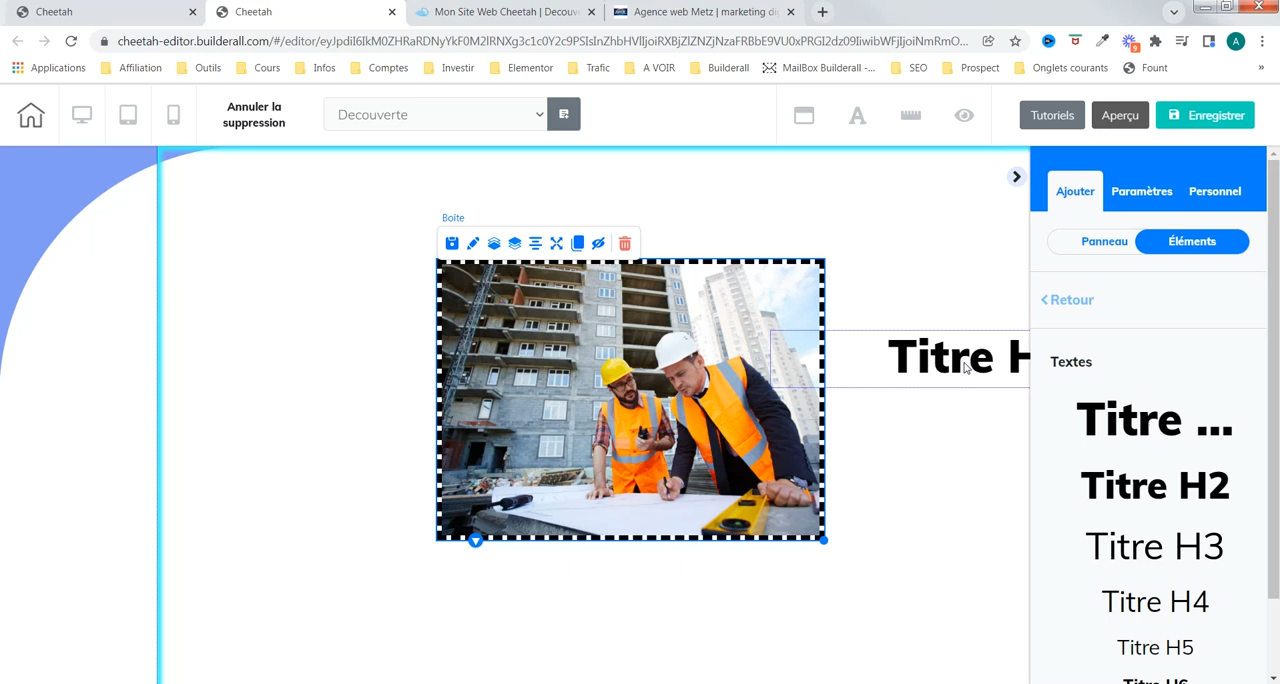 Cheetah
Cheetah
Mon Site Web Cheetah | Decouv
Agence web Metz | marketing di
cheetah-editor.builderall.com/#/editor/eyJpdiI6IkM0ZHRaRDNyYkF0M2lRNXg3c1c0Y2c9PSIsInZhbHVlIjoiRXBjZlZNZjNzaFRBbE9VU0xPRGI2dz09IiwibWFjIjoiNmRmO...
9
A
Applications
Affiliation
Outils
Cours
Infos
Comptes
Investir
Elementor
Trafic
A VOIR
Builderall
MailBox Builderall -...
SEO
Prospect
Onglets courants
Fount
»
Annuler la
suppression
Decouverte
A
Tutoriels
Aperçu
Enregistrer
Ajouter
Paramètres
Personnel
Boîte
Panneau
Éléments
Retour
Titre H
Textes
Titre ...
Titre H2
Titre H3
Titre H4
Titre H5
Titre H6